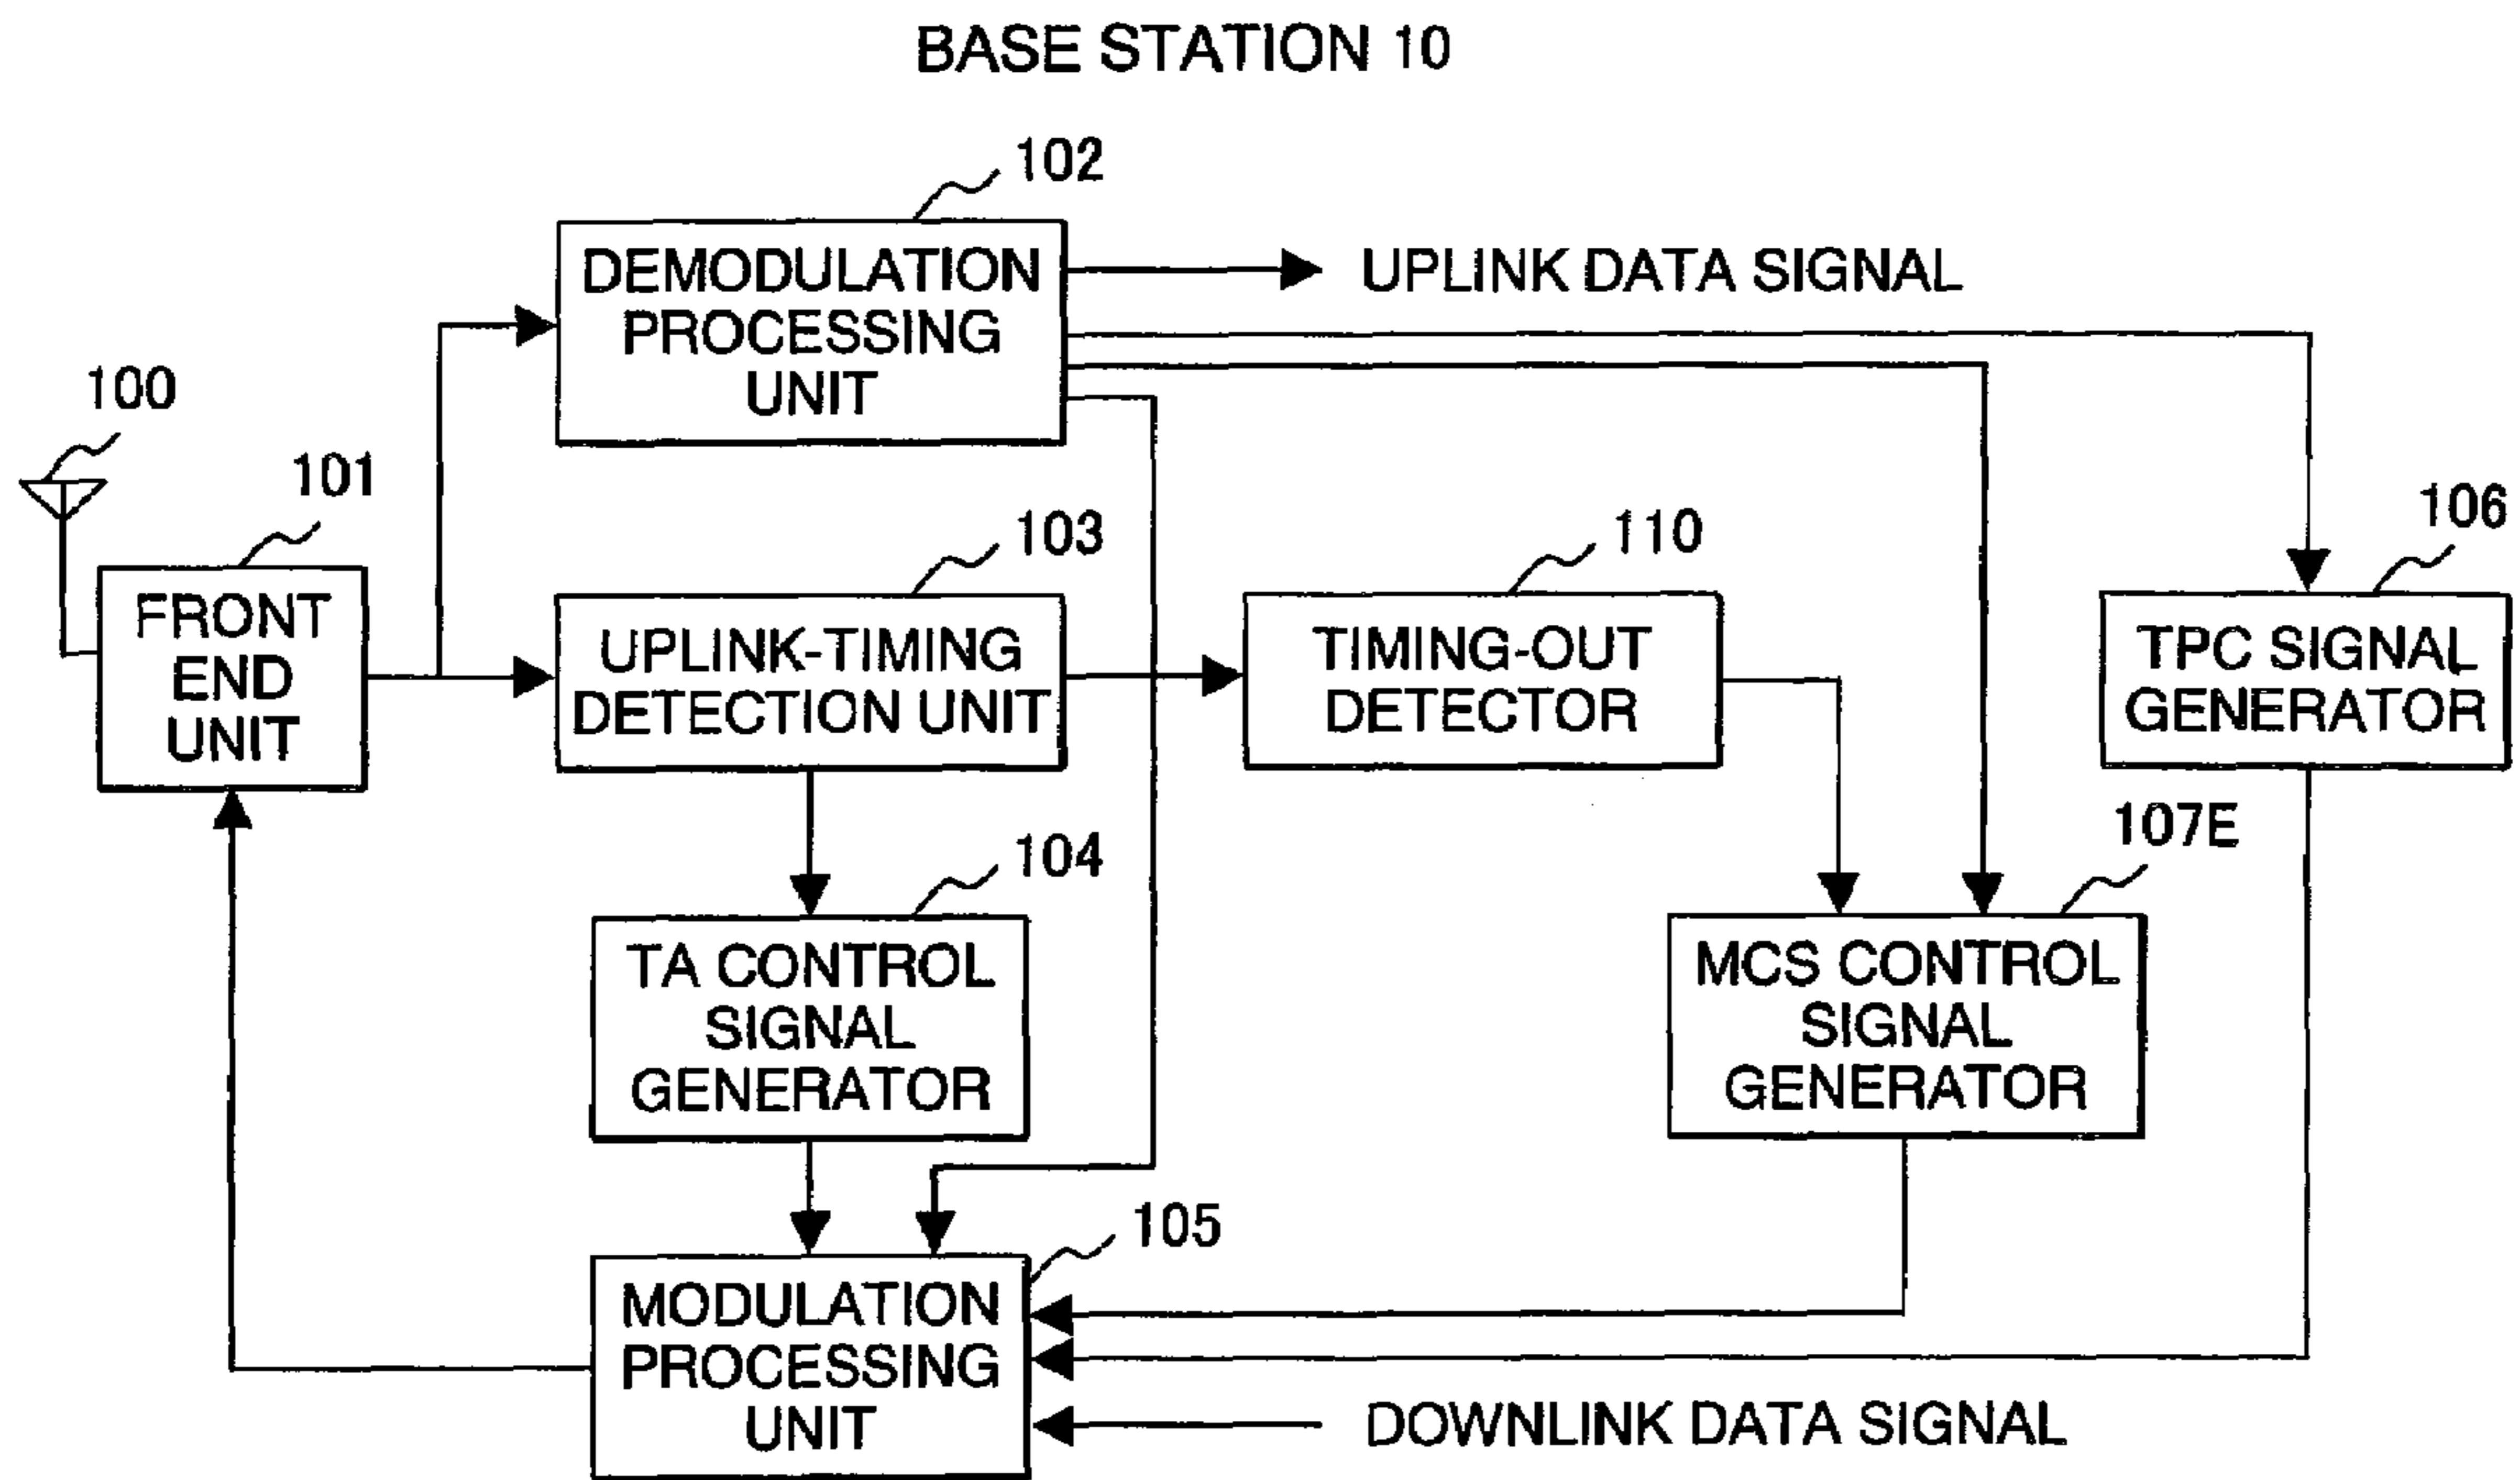 BASE STATION 10
102
DEMODULATION
PROCESSING
UNIT
UPLINK DATA SIGNAL
100
101
FRONT
END
UNIT
103
UPLINK-TIMING
DETECTION UNIT
110
TIMING-OUT
DETECTOR
106
TPC SIGNAL
GENERATOR
104
TA CONTROL
SIGNAL
GENERATOR
107E
MCS CONTROL
SIGNAL
GENERATOR
105
MODULATION
PROCESSING
UNIT
DOWNLINK DATA SIGNAL